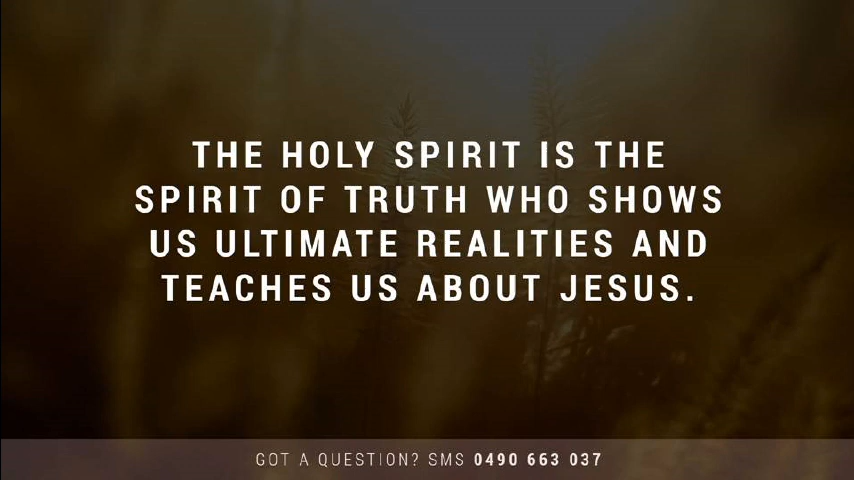 THE HOLY SPIRIT IS THE
SPIRIT OF TRUTH WHO SHOWS
US ULTIMATE REALITIES AND
TEACHES US ABOUT JESUS.
GOT A QUESTION? SMS 0490 663 037